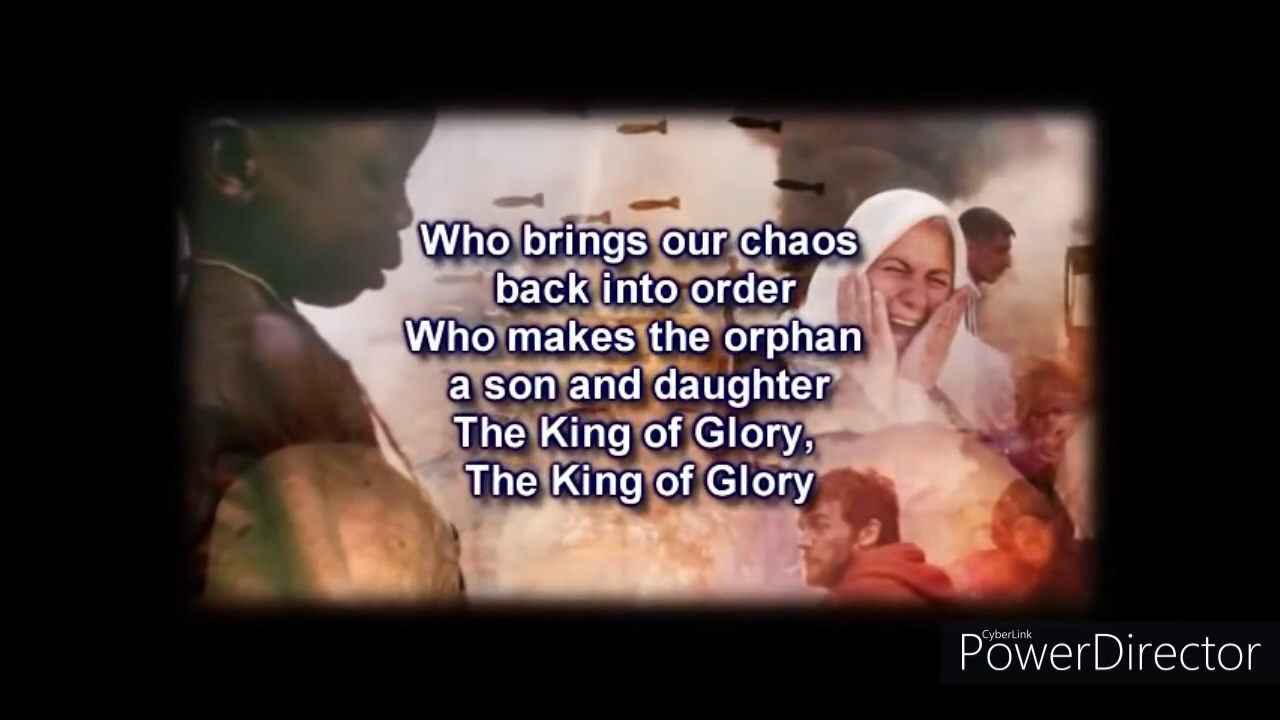 Who brings our chaos
back into order
Who makes the orphan
a son and daughter
The King of Glory,
The King of Glory
CyberLink
PowerDirector